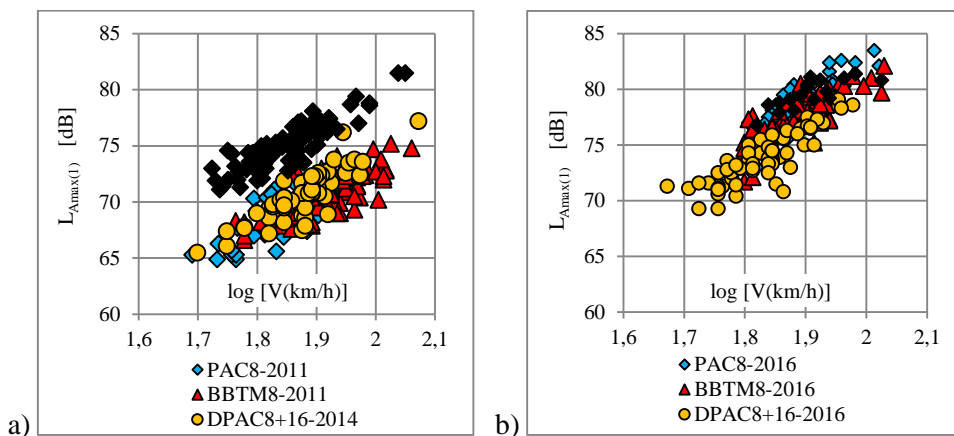 85
80
75
70
65
60
L_Amax(1) [dB]
log [V(km/h)]
1,6 1,7 1,8 1,9 2 2,1
PAC8-2011
BBTM8-2011
DPAC8+16-2014
a)
85
80
75
70
65
60
L_Amax(1) [dB]
log [V(km/h)]
1,6 1,7 1,8 1,9 2 2,1
PAC8-2016
BBTM8-2016
DPAC8+16-2016
b)